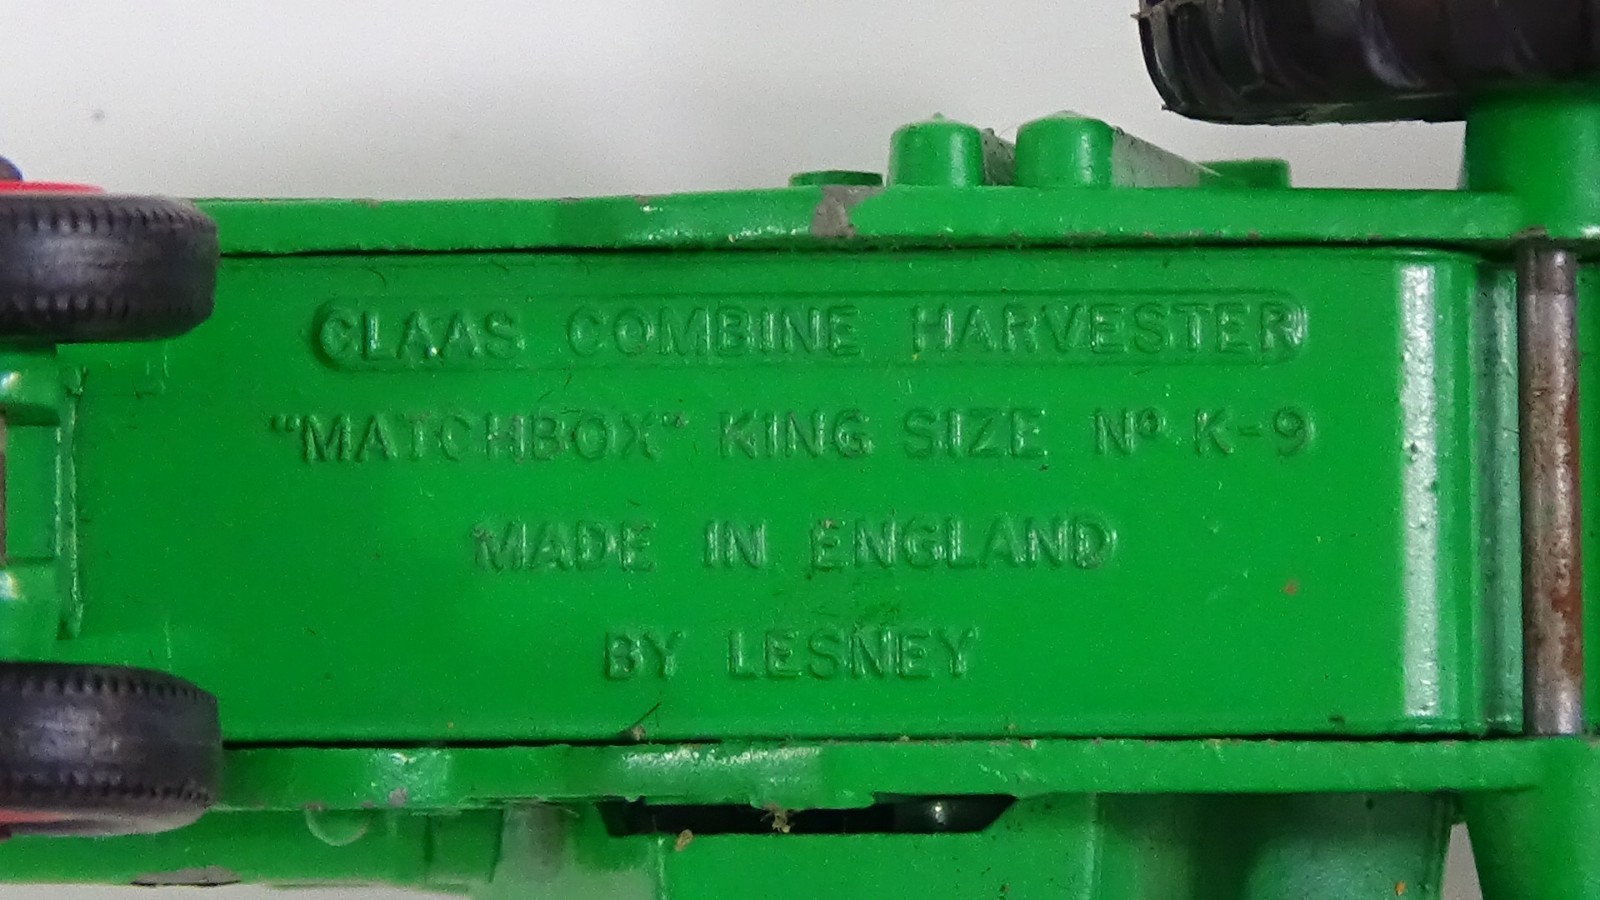 CLAAS COMBINE HARVESTER
"MATCHBOX" KING SIZE Nº K-9
MADE IN ENGLAND
BY LESNEY